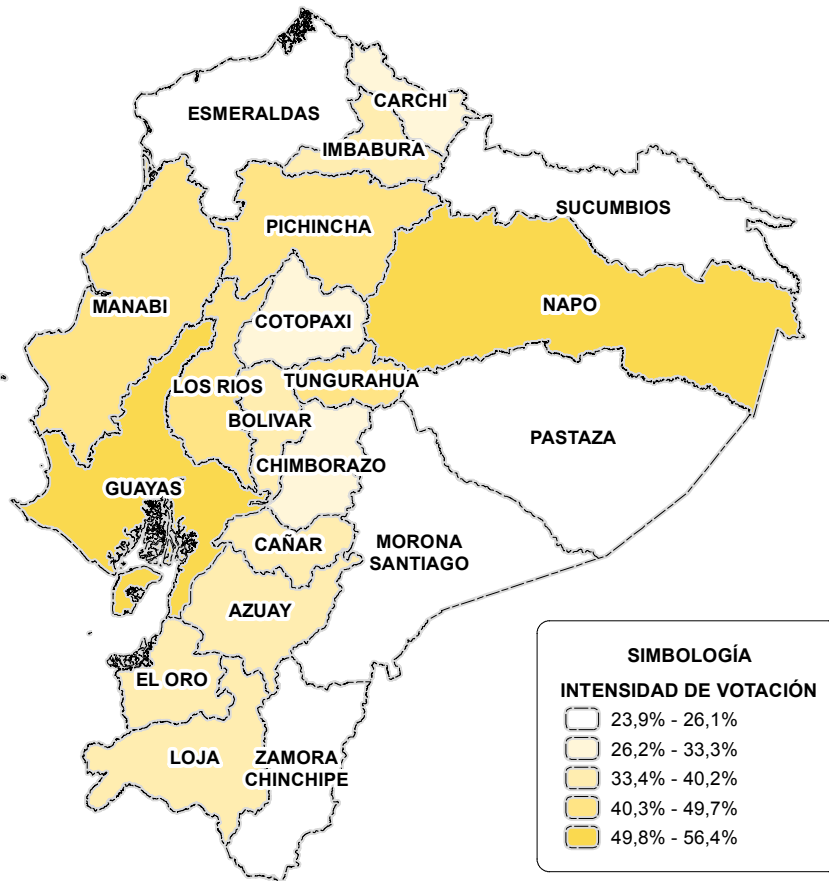 CARCHI
ESMERALDAS
IMBABURA
SUCUMBIOS
PICHINCHA
NAPO
MANABI
COTOPAXI
LOS RIOS
TUNGURAHUA
BOLIVAR
PASTAZA
CHIMBORAZO
GUAYAS
CAÑAR
MORONA
SANTIAGO
AZUAY
EL ORO
LOJA
ZAMORA
CHINCHIPE
SIMBOLOGÍA
INTENSIDAD DE VOTACIÓN
23,9% - 26,1%
26,2% - 33,3%
33,4% - 40,2%
40,3% - 49,7%
49,8% - 56,4%